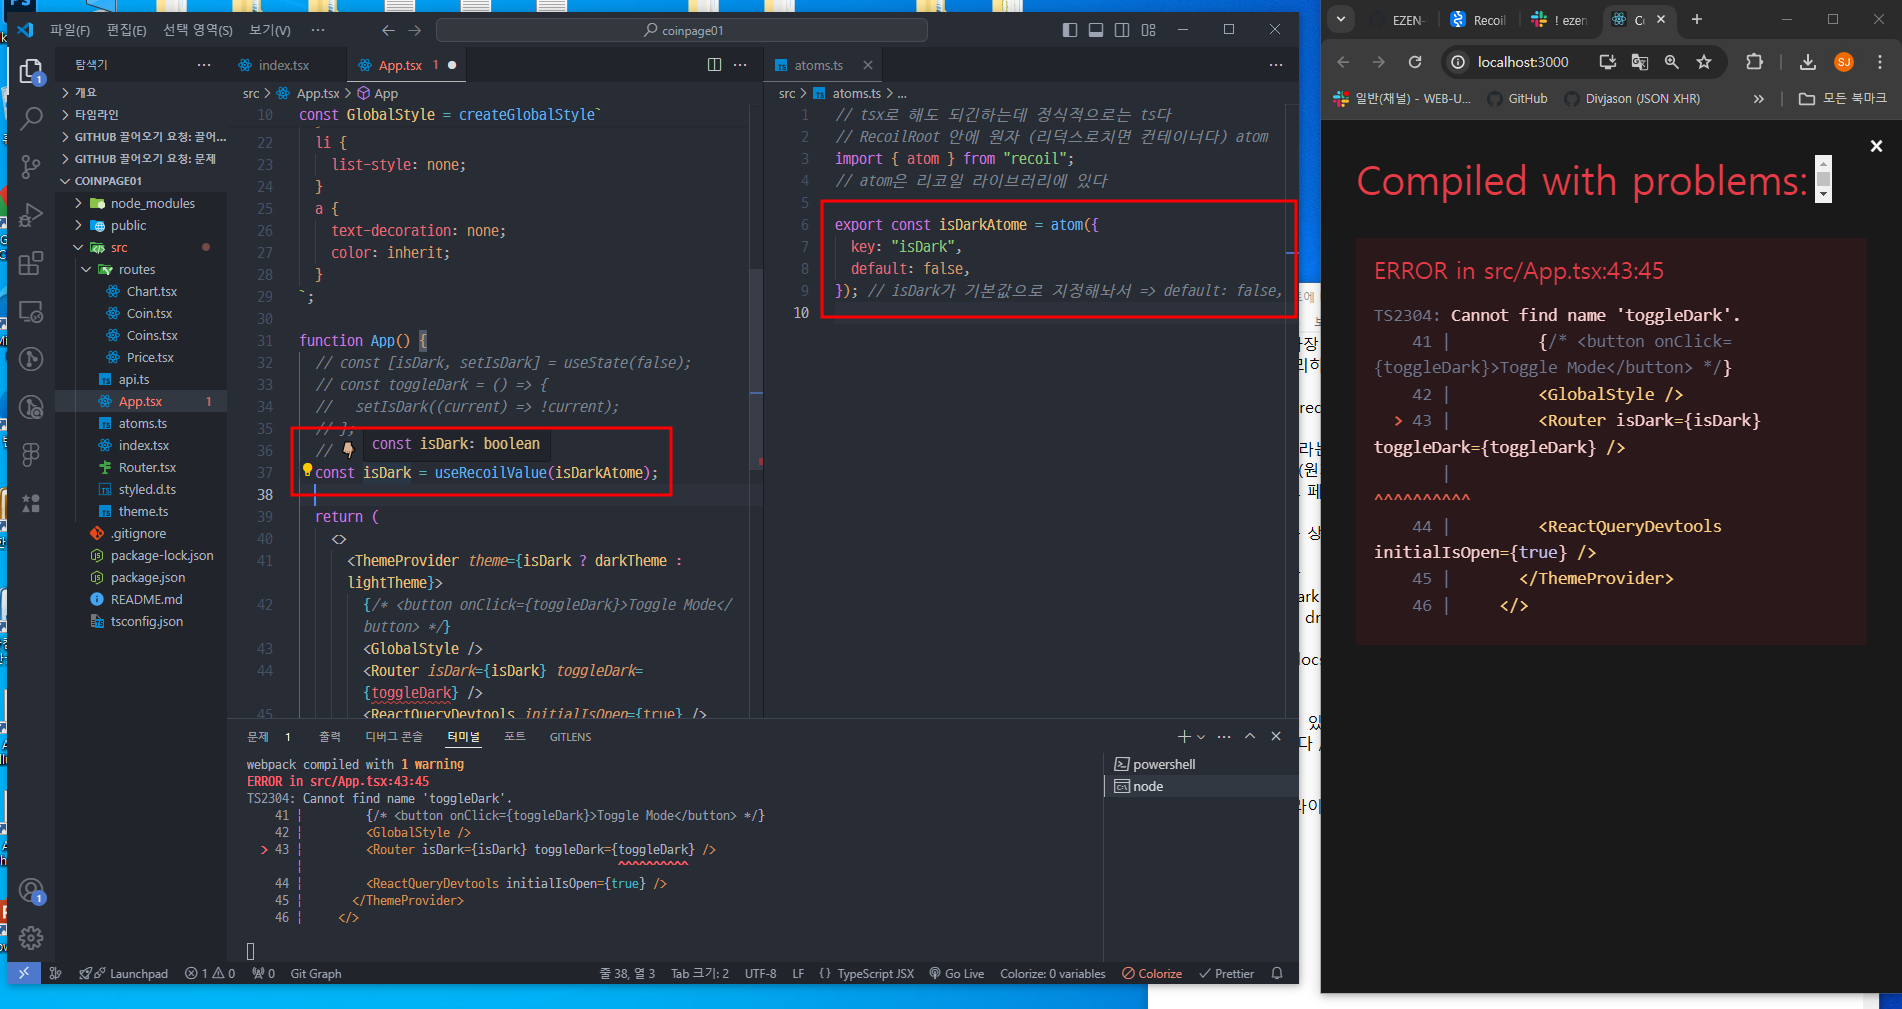 파일(F) 편집(E) 선택 영역(S) 보기(V) ···
coinpage01
탐색기
개요
타임라인
GITHUB 끌어오기 요청: 끌어...
GITHUB 끌어오기 요청: 문제
COINPAGE01
node_modules
public
src
routes
Chart.tsx
Coin.tsx
Coins.tsx
Price.tsx
api.ts
App.tsx 1
atoms.ts
index.tsx
Router.tsx
styled.d.ts
theme.ts
.gitignore
package-lock.json
package.json
README.md
tsconfig.json
index.tsx
App.tsx 1
src > App.tsx > App
10 const GlobalStyle = createGlobalStyle`
22 li {
23 list-style: none;
24 }
25 a {
26 text-decoration: none;
27 color: inherit;
28 }
29 `;
30
31 function App() {
32 // const [isDark, setIsDark] = useState(false);
33 // const toggleDark = () => {
34 //   setIsDark((current) => !current);
35 // };
36 // 👇
const isDark: boolean
37 const isDark = useRecoilValue(isDarkAtome);
38
39 return (
40 <>
41 <ThemeProvider theme={isDark ? darkTheme :
lightTheme}>
42 {/* <button onClick={toggleDark}>Toggle Mode</
button> */}
43 <GlobalStyle />
44 <Router isDark={isDark} toggleDark=
{toggleDark} />
45 <ReactQueryDevtools initialIsOpen={true} />
atoms.ts
src > atoms.ts > ...
1 // tsx로 해도 되긴하는데 정식적으로는 ts다
2 // RecoilRoot 안에 원자 (리덕스로치면 컨테이너다) atom
3 import { atom } from "recoil";
4 // atom은 리코일 라이브러리에 있다
5
6 export const isDarkAtome = atom({
7 key: "isDark",
8 default: false,
9 }); // isDark가 기본값으로 지정해놔서 => default: false,
10
문제 1 출력 디버그 콘솔 터미널 포트 GITLENS
webpack compiled with 1 warning
ERROR in src/App.tsx:43:45
TS2304: Cannot find name 'toggleDark'.
41 | {/* <button onClick={toggleDark}>Toggle Mode</button> */}
42 | <GlobalStyle />
> 43 | <Router isDark={isDark} toggleDark={toggleDark} />
| ^^^^^^^^^^
44 | <ReactQueryDevtools initialIsOpen={true} />
45 | </ThemeProvider>
46 | </>
powershell
node
1
1
Launchpad 1 0 0 Git Graph
줄 38, 열 3 Tab 크기: 2 UTF-8 LF {} TypeScript JSX Go Live Colorize: 0 variables Colorize Prettier
EZEN- Recoil ! ezen
localhost:3000
SJ
일반(채널) - WEB-U... GitHub Divjason (JSON XHR) » 모든 북마크
Compiled with problems:
ERROR in src/App.tsx:43:45
TS2304: Cannot find name 'toggleDark'.
41 | {/* <button onClick=
{toggleDark}>Toggle Mode</button> */}
42 | <GlobalStyle />
> 43 | <Router isDark={isDark}
toggleDark={toggleDark} />
|
^^^^^^^^^^
44 | <ReactQueryDevtools
initialIsOpen={true} />
45 | </ThemeProvider>
46 | </>